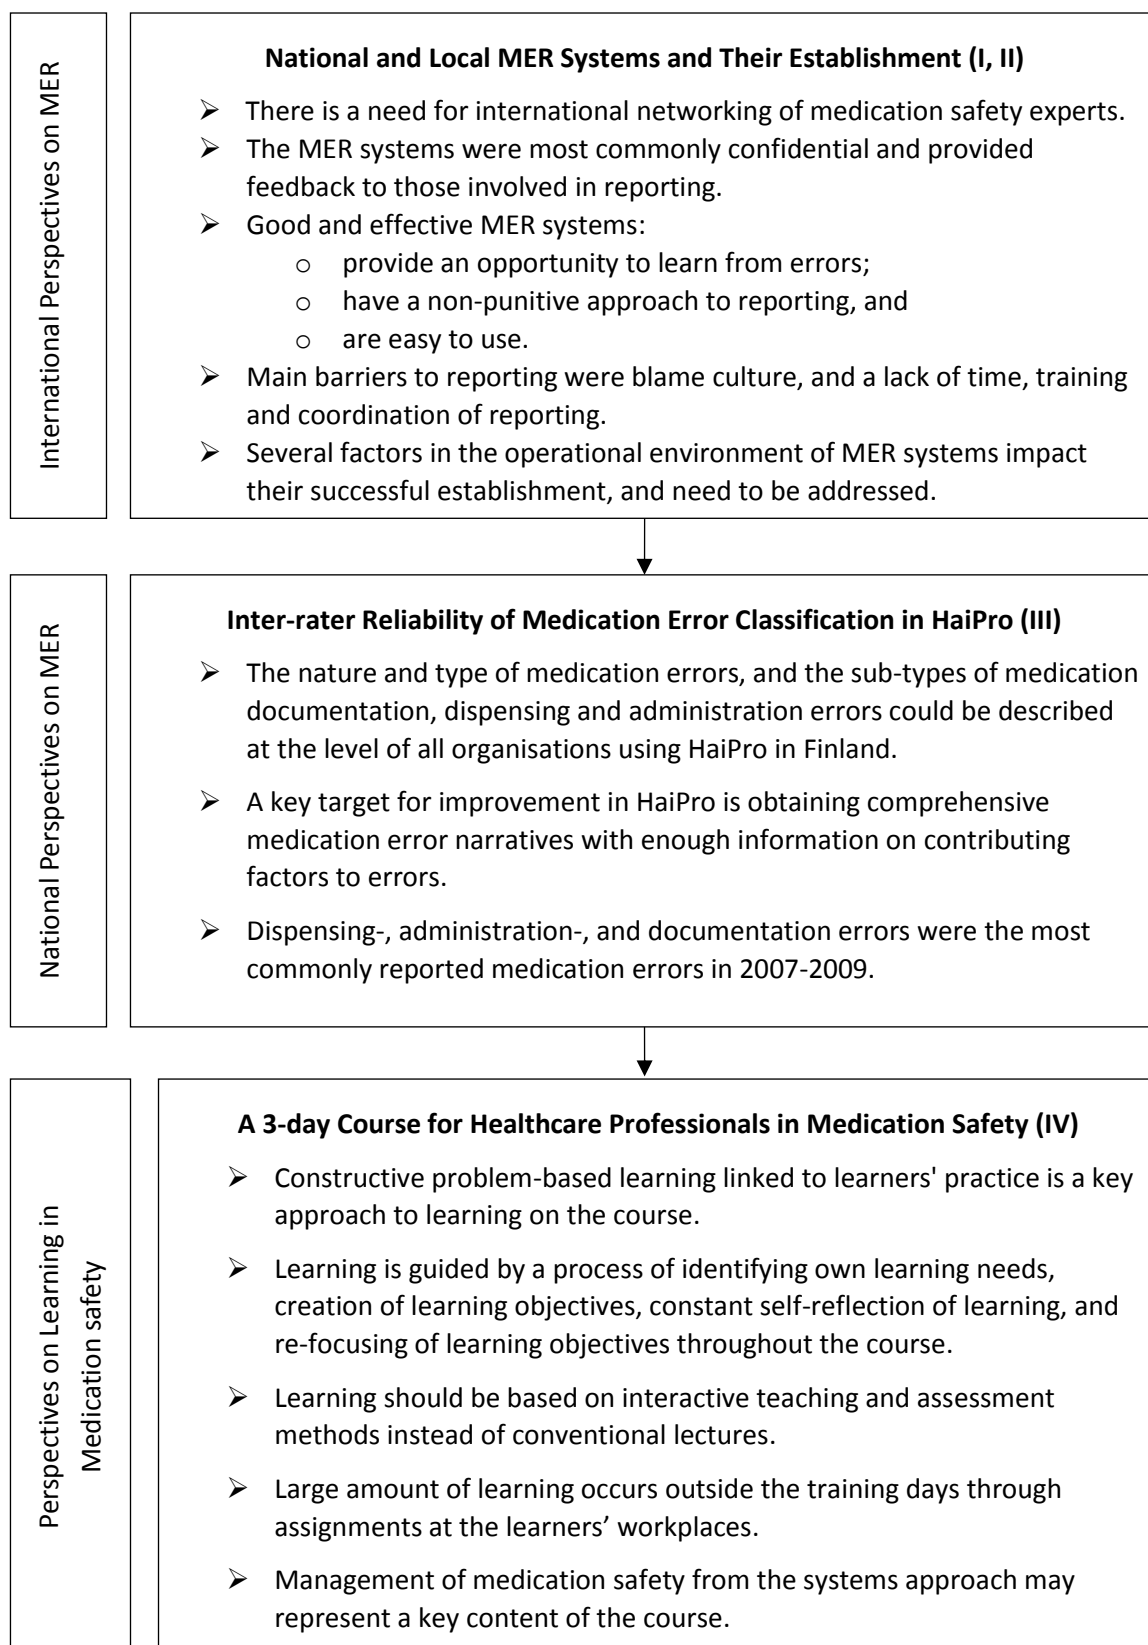 International Perspectives on MER
National and Local MER Systems and Their Establishment (I, II)
➢ There is a need for international networking of medication safety experts.
➢ The MER systems were most commonly confidential and provided
feedback to those involved in reporting.
➢ Good and effective MER systems:
o provide an opportunity to learn from errors;
o have a non-punitive approach to reporting, and
o are easy to use.
➢ Main barriers to reporting were blame culture, and a lack of time, training
and coordination of reporting.
➢ Several factors in the operational environment of MER systems impact
their successful establishment, and need to be addressed.
National Perspectives on MER
Inter-rater Reliability of Medication Error Classification in HaiPro (III)
➢ The nature and type of medication errors, and the sub-types of medication
documentation, dispensing and administration errors could be described
at the level of all organisations using HaiPro in Finland.
➢ A key target for improvement in HaiPro is obtaining comprehensive
medication error narratives with enough information on contributing
factors to errors.
➢ Dispensing-, administration-, and documentation errors were the most
commonly reported medication errors in 2007-2009.
Perspectives on Learning in
Medication safety
A 3-day Course for Healthcare Professionals in Medication Safety (IV)
➢ Constructive problem-based learning linked to learners' practice is a key
approach to learning on the course.
➢ Learning is guided by a process of identifying own learning needs,
creation of learning objectives, constant self-reflection of learning, and
re-focusing of learning objectives throughout the course.
➢ Learning should be based on interactive teaching and assessment
methods instead of conventional lectures.
➢ Large amount of learning occurs outside the training days through
assignments at the learners’ workplaces.
➢ Management of medication safety from the systems approach may
represent a key content of the course.